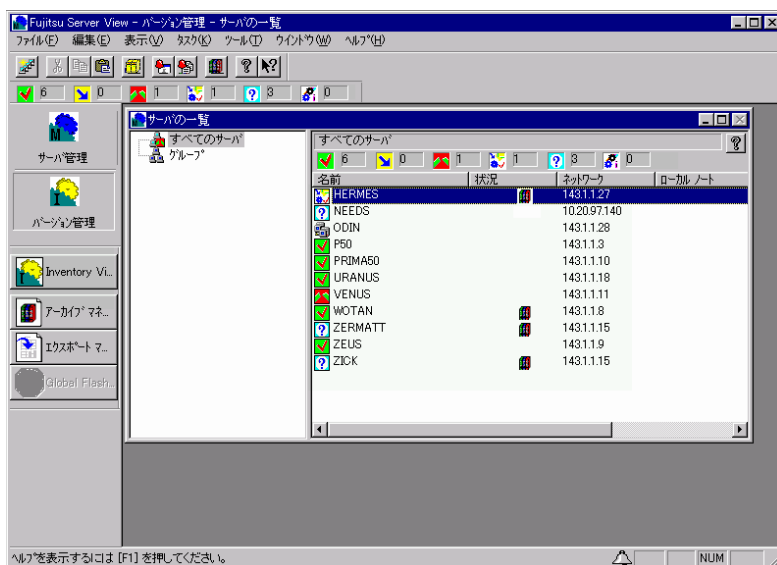 Fujitsu Server View - バージョン管理 - サーバの一覧
ファイル(F) 編集(E) 表示(V) タスク(K) ツール(T) ウインドウ(W) ヘルプ(H)
6 0 1 1 3 0
サーバ管理
バージョン管理
Inventory Vi...
アーカイブ マネ...
エクスポート マ...
Global Flash...
サーバの一覧
すべてのサーバ
グループ
すべてのサーバ
6 0 1 1 3 0
名前 状況 ネットワーク ローカル ノート
HERMES 143.1.1.27
NEEDS 10.20.97.140
ODIN 143.1.1.28
P50 143.1.1.3
PRIMA50 143.1.1.10
URANUS 143.1.1.18
VENUS 143.1.1.11
WOTAN 143.1.1.8
ZERMATT 143.1.1.15
ZEUS 143.1.1.9
ZICK 143.1.1.15
ヘルプを表示するには [F1] を押してください。 NUM